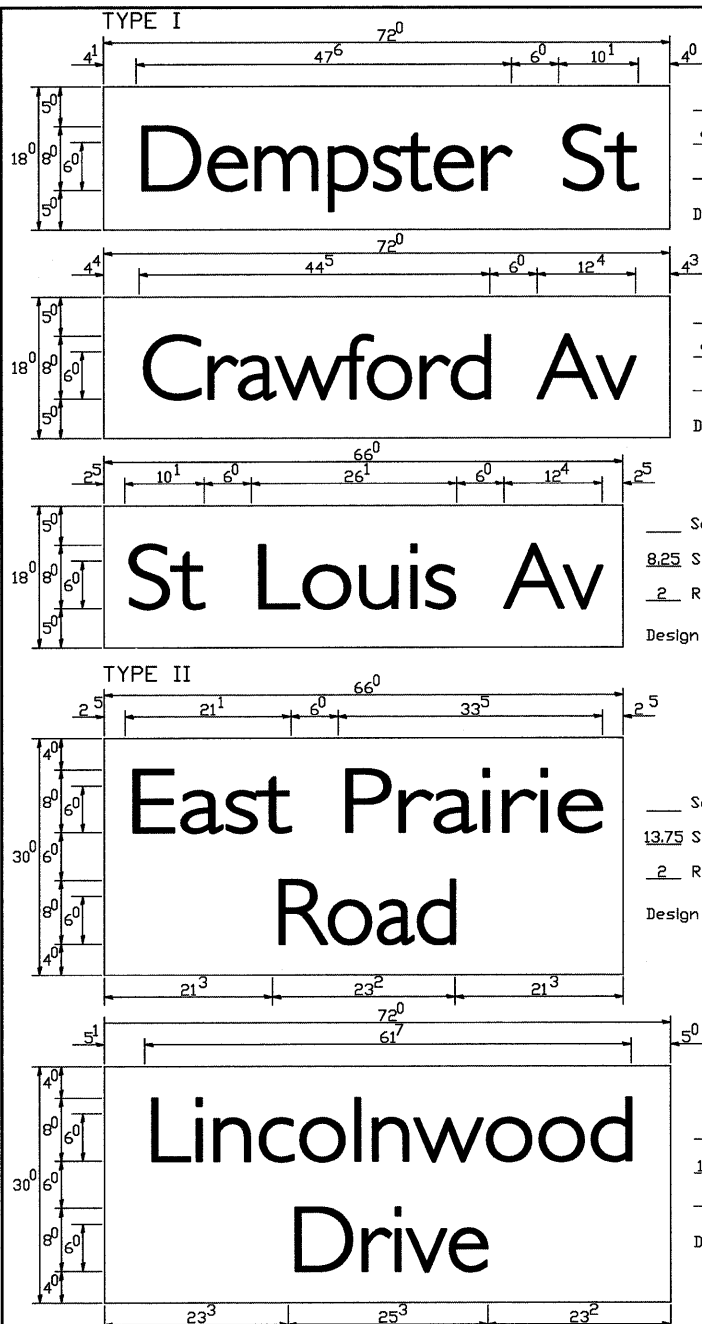 TYPE I
72⁰
4¹ 47⁶ 6⁰ 10¹ 4⁰
18⁰ 5⁰ 8⁰ 6⁰ 5⁰
Dempster St
D
72⁰
4⁴ 44⁵ 6⁰ 12⁴ 4³
18⁰ 5⁰ 8⁰ 6⁰ 5⁰
Crawford Av
D
66⁰
2⁵ 10¹ 6⁰ 26¹ 6⁰ 12⁴ 2⁵
18⁰ 5⁰ 8⁰ 6⁰ 5⁰
St Louis Av
8.25 S
2 R
Design
TYPE II
66⁰
2⁵ 21¹ 6⁰ 33⁵ 2⁵
30⁰ 4⁰ 8⁰ 6⁰ 6⁰ 8⁰ 6⁰ 4⁰
East Prairie
Road
13.75 S
2 R
Design
21³ 23² 21³
72⁰
5¹ 61⁷ 5⁰
30⁰ 4⁰ 8⁰ 6⁰ 6⁰ 8⁰ 6⁰ 4⁰
Lincolnwood
Drive
1
D
23³ 25³ 23²